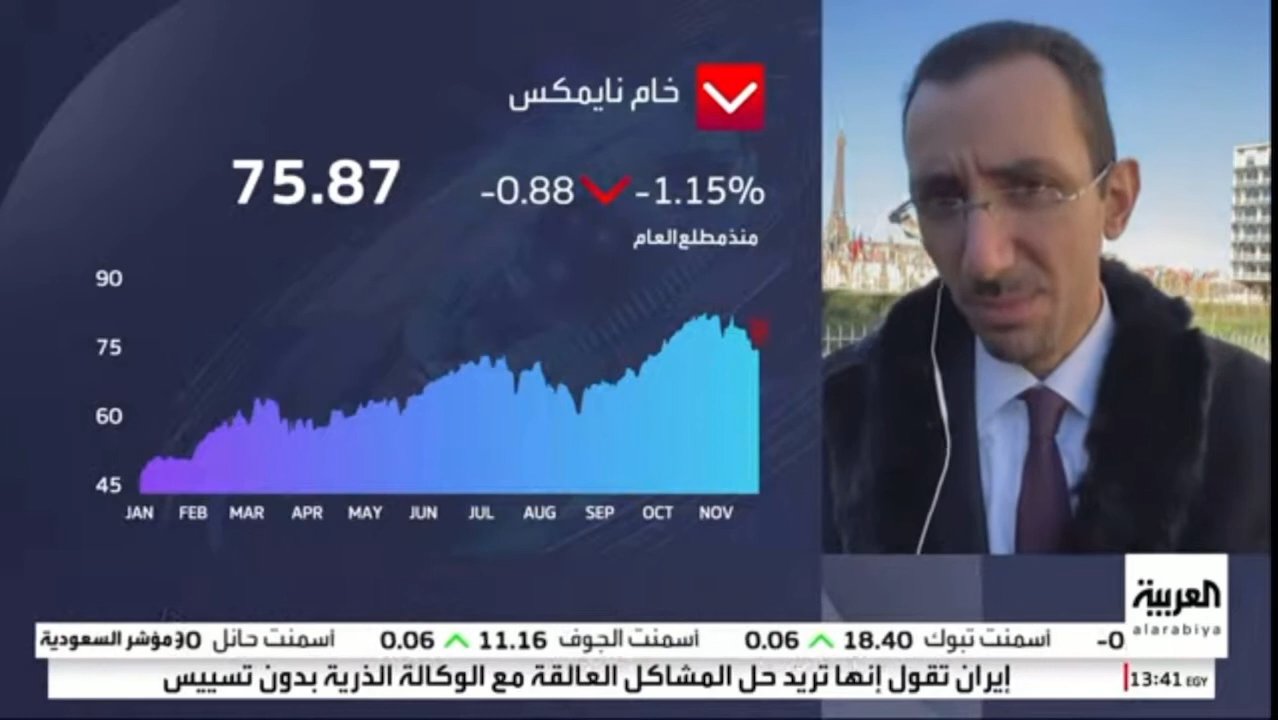 خام نايمكس
75.87
-0.88 -1.15%
منذ مطلع العام
90
75
60
45
JAN FEB MAR APR MAY JUN JUL AUG SEP OCT NOV
العربية
alarabiya
-0 أسمنت تبوك 18.40 0.06 أسمنت الجوف 11.16 0.06 أسمنت حائل مؤشر السعودية
13:41 EGY
إيران تقول إنها تريد حل المشاكل العالقة مع الوكالة الذرية بدون تسييس